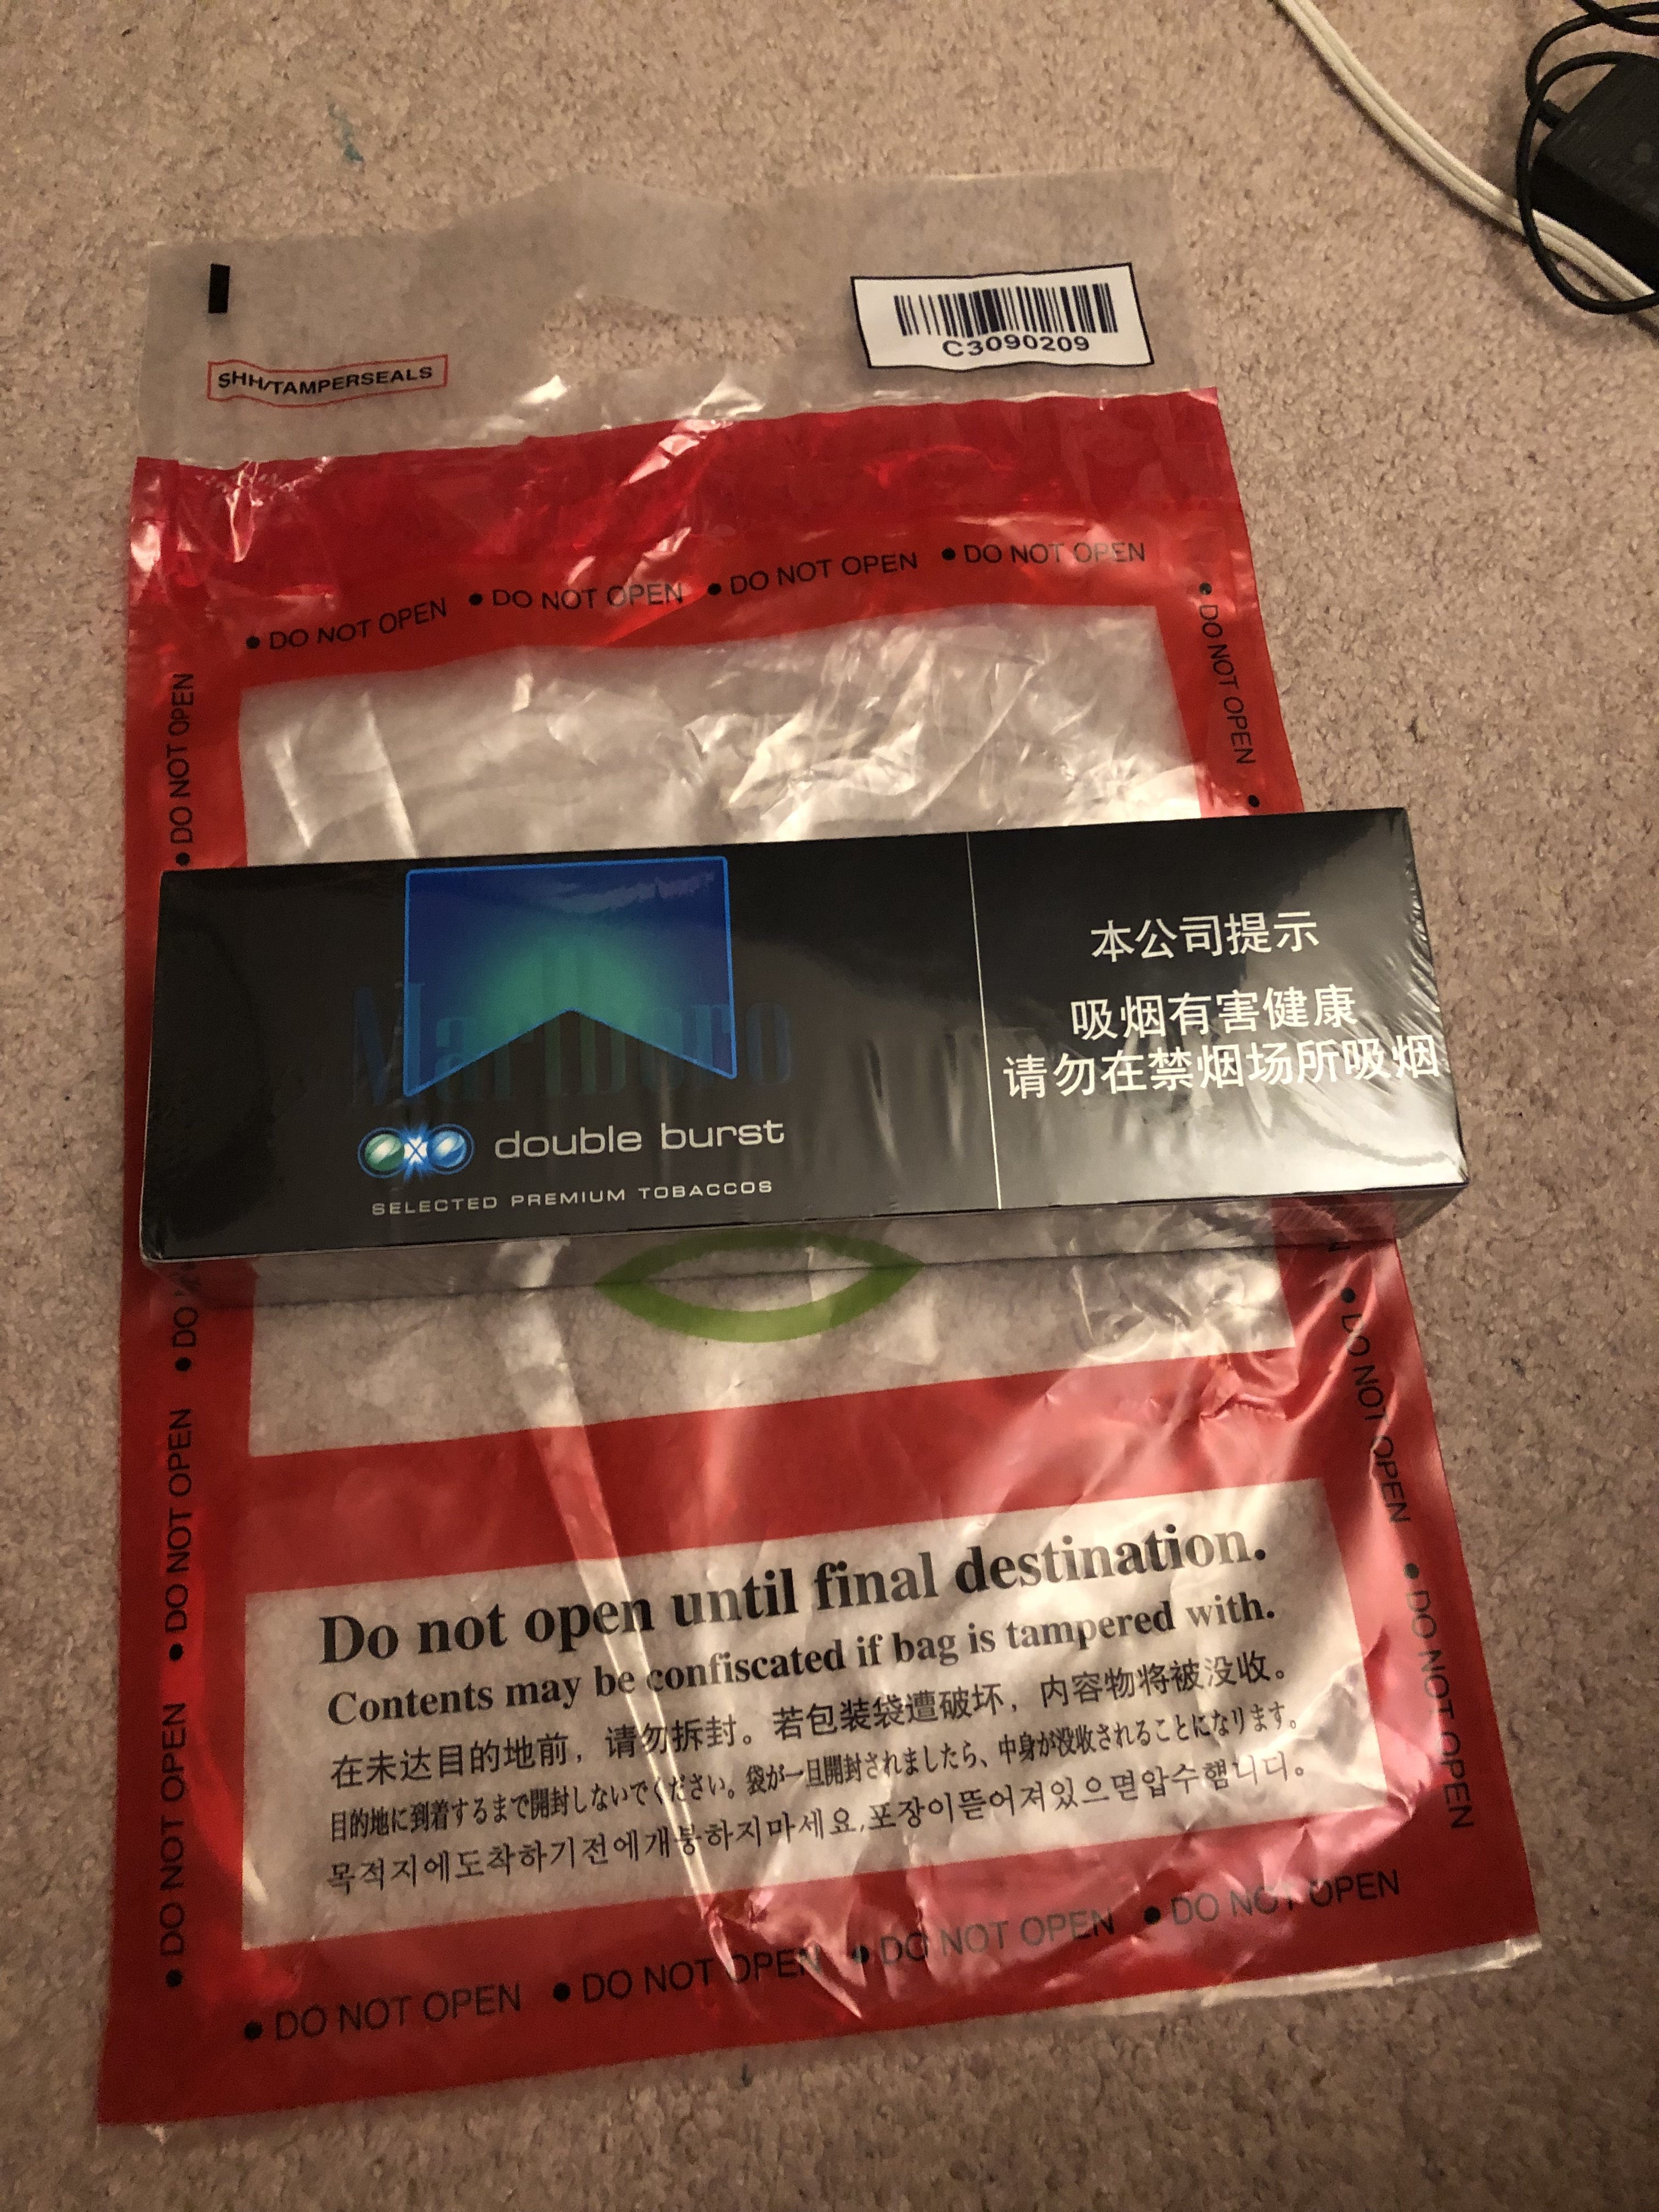 C3090209
SHH/TAMPERSEALS
• DO NOT OPEN • DO NOT OPEN • DO NOT OPEN • DO NOT OPEN
• DO NOT OPEN
• DO NOT OPEN
Marlboro
double burst
SELECTED PREMIUM TOBACCOS
本公司提示
吸烟有害健康
请勿在禁烟场所吸烟
• DO NOT OPEN
• DO NOT OPEN
• DO NOT OPEN
• DO NOT OPEN
Do not open until final destination.
Contents may be confiscated if bag is tampered with.
在未达目的地前，请勿拆封。若包装袋遭破坏，内容物将被没收。
目的地に到着するまで開封しないでください。袋が一旦開封されましたら、中身が没收されることになります。
목적지에도착하기전에개봉하지마세요,포장이뜯어져있으면압수햄니다。
• DO NOT OPEN • DO NOT OPEN • DO NOT OPEN • DO NOT OPEN